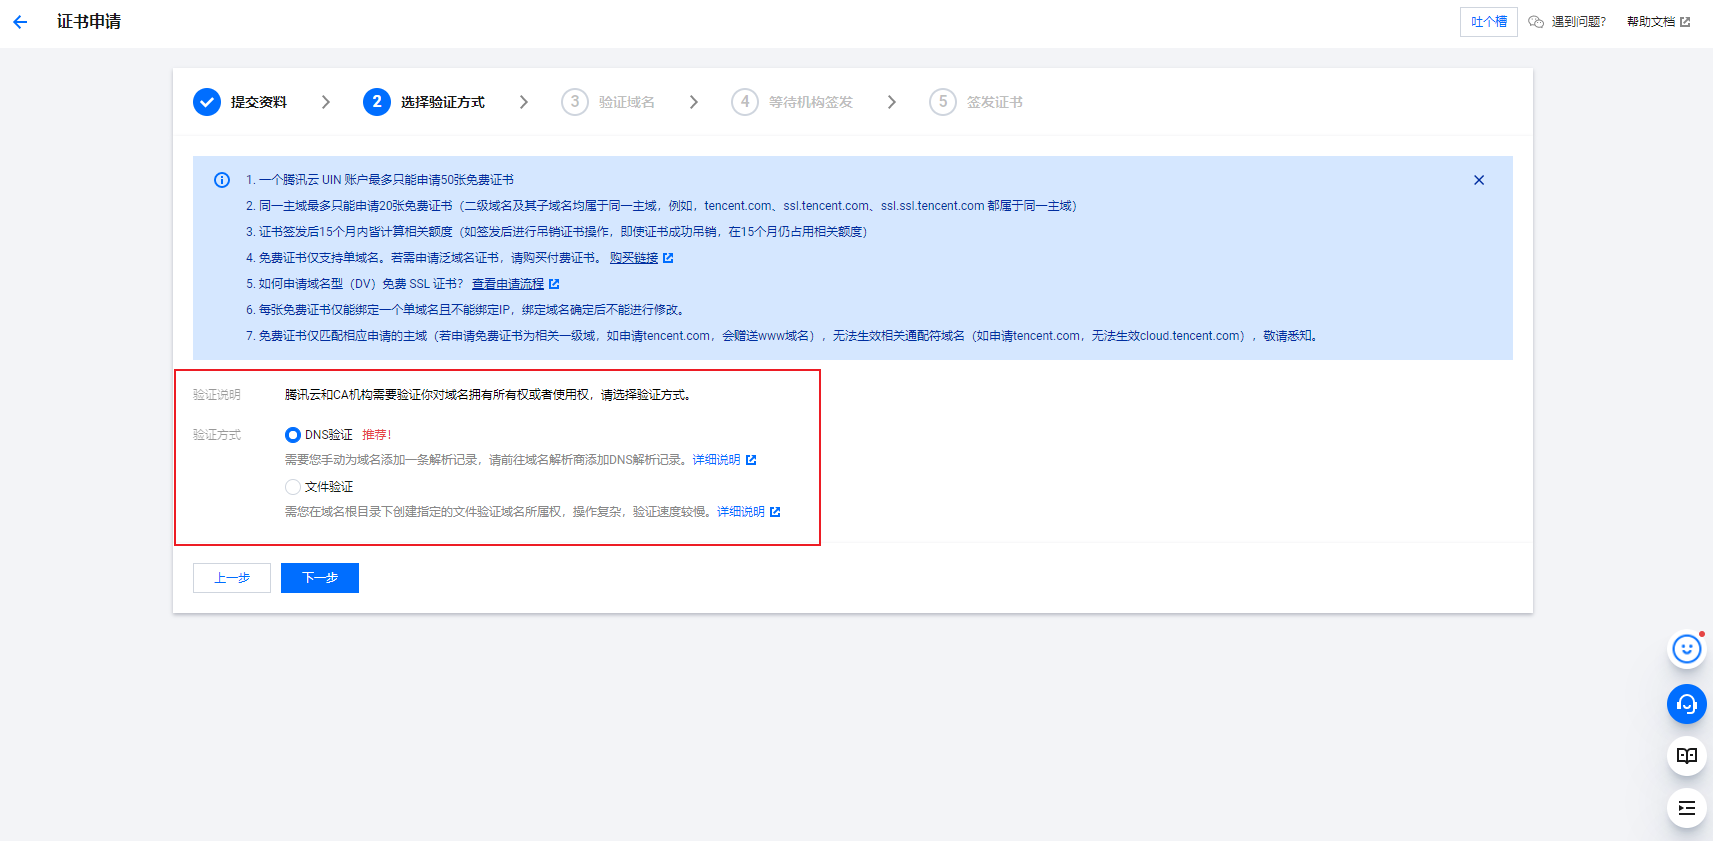 证书申请
吐个槽 遇到问题? 帮助文档
提交资料 2 选择验证方式 3 验证域名 4 等待机构签发 5 签发证书
1. 一个腾讯云 UIN 账户最多只能申请50张免费证书
2. 同一主域最多只能申请20张免费证书（二级域名及其子域名均属于同一主域，例如，tencent.com、ssl.tencent.com、ssl.ssl.tencent.com 都属于同一主域）
3. 证书签发后15个月内皆计算相关额度（如签发后进行吊销证书操作，即使证书成功吊销，在15个月仍占用相关额度）
4. 免费证书仅支持单域名。若需申请泛域名证书，请购买付费证书。 购买链接
5. 如何申请域名型（DV）免费 SSL 证书？ 查看申请流程
6. 每张免费证书仅能绑定一个单域名且不能绑定IP，绑定域名确定后不能进行修改。
7. 免费证书仅匹配相应申请的主域（若申请免费证书为相关一级域，如申请tencent.com，会赠送www域名），无法生效相关通配符域名（如申请tencent.com，无法生效cloud.tencent.com），敬请悉知。
验证说明 腾讯云和CA机构需要验证你对域名拥有所有权或者使用权，请选择验证方式。
验证方式 DNS验证 推荐!
需要您手动为域名添加一条解析记录，请前往域名解析商添加DNS解析记录。详细说明
文件验证
需您在域名根目录下创建指定的文件验证域名所属权，操作复杂，验证速度较慢。详细说明
上一步 下一步